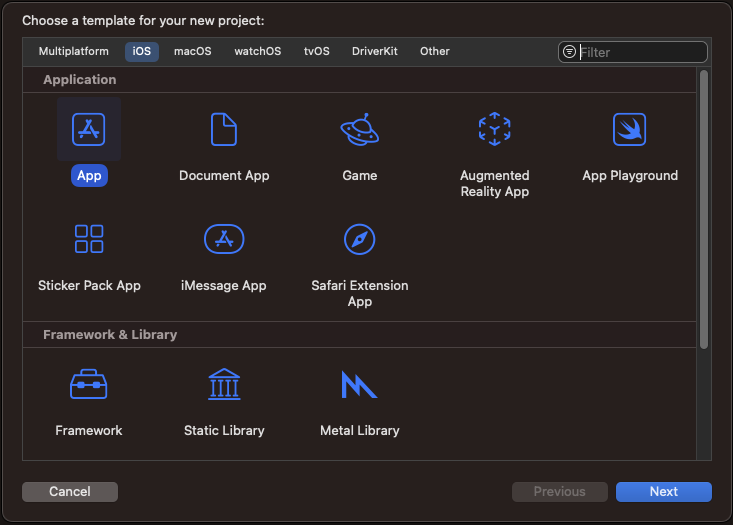 Choose a template for your new project:
Multiplatform iOS macOS watchOS tvOS DriverKit Other Filter
Application
App Document App Game Augmented Reality App App Playground
Sticker Pack App iMessage App Safari Extension App
Framework & Library
Framework Static Library Metal Library
Cancel Previous Next